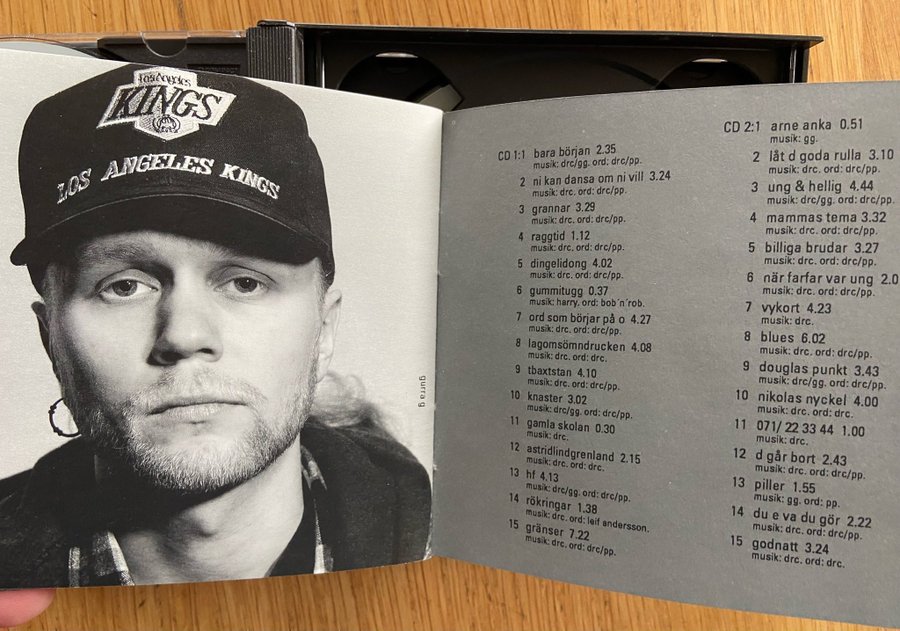 Los Angeles
KINGS
LOS ANGELES KINGS
gurra g
CD 1:1 bara början 2.35
musik: drc/gg. ord: drc/pp.
2 ni kan dansa om ni vill 3.24
musik: drc. ord: drc/pp.
3 grannar 3.29
musik: drc. ord: drc/pp.
4 raggtid 1.12
musik: drc. ord: drc/pp.
5 dingelidong 4.02
musik: drc. ord: drc/pp.
6 gummitugg 0.37
musik: harry. ord: bob´n´rob.
7 ord som börjar på o 4.27
musik: drc. ord: drc/pp.
8 lagomsömndrucken 4.08
musik: drc. ord: drc.
9 tbaxtstan 4.10
musik: drc. ord: drc/pp.
10 knaster 3.02
musik: drc/gg. ord: drc/pp.
11 gamla skolan 0.30
musik: drc.
12 astridlindgrenland 2.15
musik: drc. ord: drc.
13 hf 4.13
musik: drc/gg. ord: drc/pp.
14 rökringar 1.38
musik: drc. ord: leif andersson.
15 gränser 7.22
musik: drc. ord: drc/pp.
CD 2:1 arne anka 0.51
musik: gg.
2 låt d goda rulla 3.10
musik: drc. ord: drc/pp.
3 ung & hellig 4.44
musik: drc/gg. ord: drc/pp.
4 mammas tema 3.32
musik: drc. ord: drc/pp.
5 billiga brudar 3.27
musik: drc. ord: drc/pp.
6 när farfar var ung 2.0
musik: drc. ord: drc/pp.
7 vykort 4.23
musik: drc.
8 blues 6.02
musik: drc. ord: drc/pp.
9 douglas punkt 3.43
musik: drc/gg. ord: drc/pp.
10 nikolas nyckel 4.00
musik: drc. ord: drc.
11 071/ 22 33 44 1.00
musik: drc.
12 d går bort 2.43
musik: drc. ord: drc/pp.
13 piller 1.55
musik: gg. ord: pp.
14 du e va du gör 2.22
musik: drc. ord: drc/pp.
15 godnatt 3.24
musik: drc. ord: drc.